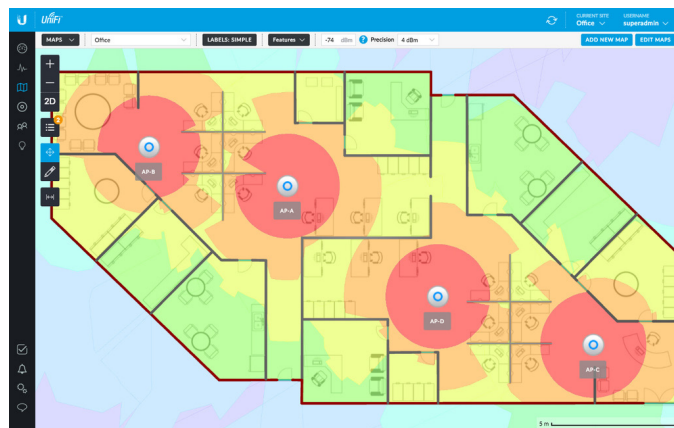 UniFi
CURRENT SITE
Office
USERNAME
superadmin
MAPS
Office
LABELS: SIMPLE
Features
-74 dBm
? Precision
4 dBm
ADD NEW MAP
EDIT MAPS
2D
2
AP-B
AP-A
AP-D
AP-C
5 m